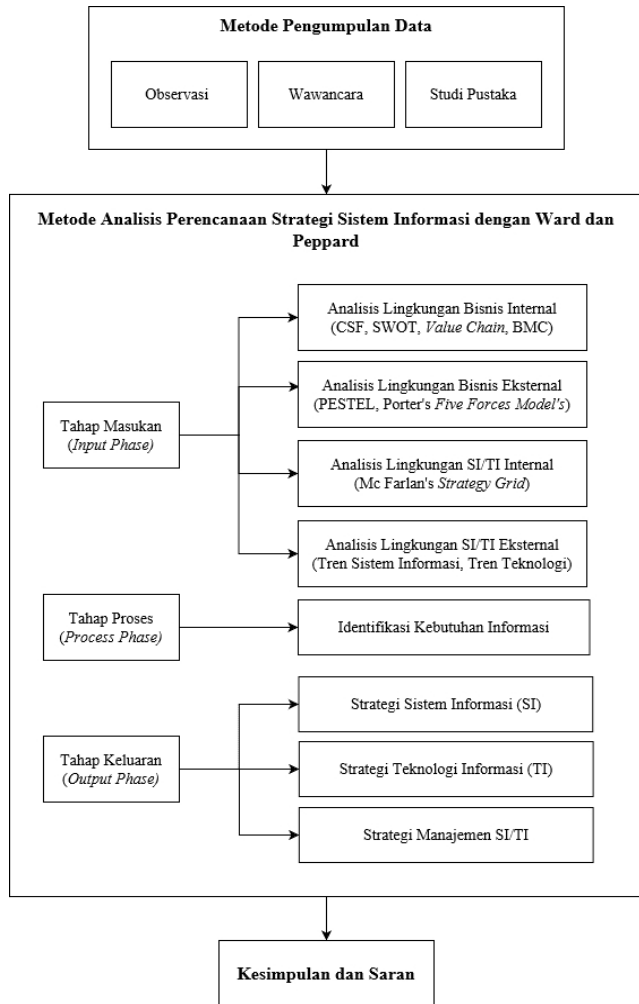 Metode Pengumpulan Data
Observasi
Wawancara
Studi Pustaka
Metode Analisis Perencanaan Strategi Sistem Informasi dengan Ward dan
Peppard
Tahap Masukan
(Input Phase)
Analisis Lingkungan Bisnis Internal
(CSF, SWOT, Value Chain, BMC)
Analisis Lingkungan Bisnis Eksternal
(PESTEL, Porter's Five Forces Model's)
Analisis Lingkungan SI/TI Internal
(Mc Farlan's Strategy Grid)
Analisis Lingkungan SI/TI Eksternal
(Tren Sistem Informasi, Tren Teknologi)
Tahap Proses
(Process Phase)
Identifikasi Kebutuhan Informasi
Tahap Keluaran
(Output Phase)
Strategi Sistem Informasi (SI)
Strategi Teknologi Informasi (TI)
Strategi Manajemen SI/TI
Kesimpulan dan Saran